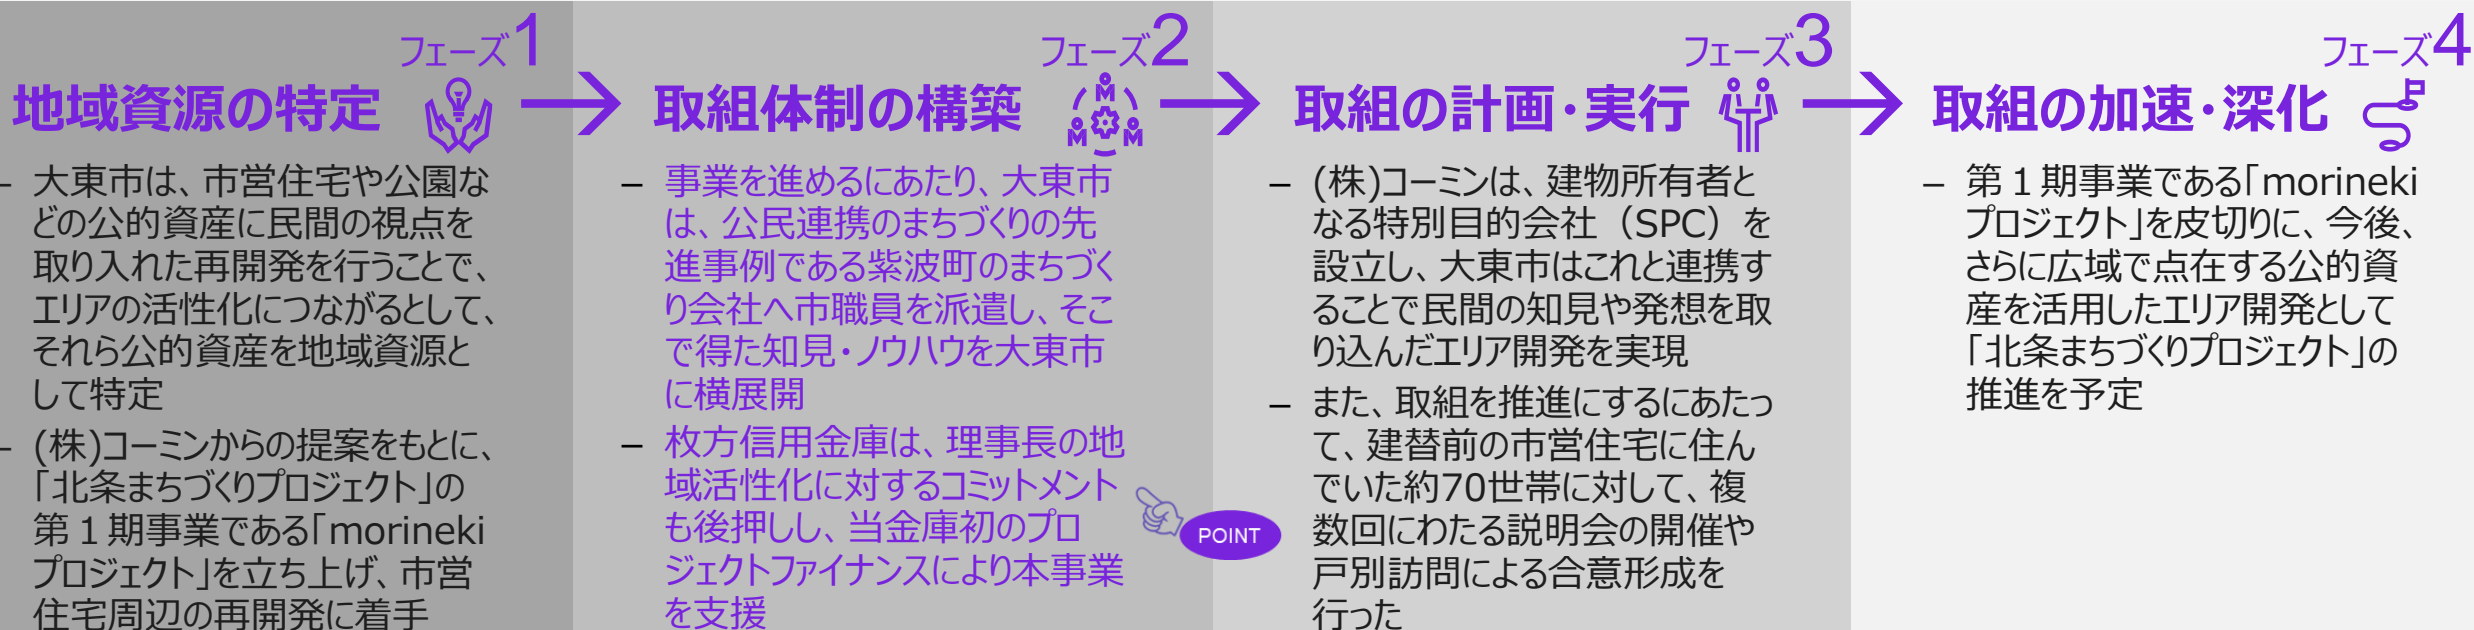 フェーズ1
地域資源の特定
– 大東市は、市営住宅や公園な
どの公的資産に民間の視点を
取り入れた再開発を行うことで、
エリアの活性化につながるとして、
それら公的資産を地域資源と
して特定
– (株)コーミンからの提案をもとに、
「北条まちづくりプロジェクト」の
第1期事業である「morineki
プロジェクト」を立ち上げ、市営
住宅周辺の再開発に着手
フェーズ2
取組体制の構築
M
M
M
– 事業を進めるにあたり、大東市
は、公民連携のまちづくりの先
進事例である紫波町のまちづく
り会社へ市職員を派遣し、そこ
で得た知見・ノウハウを大東市
に横展開
– 枚方信用金庫は、理事長の地
域活性化に対するコミットメント
も後押しし、当金庫初のプロ
ジェクトファイナンスにより本事業
を支援
POINT
フェーズ3
取組の計画・実行
– (株)コーミンは、建物所有者と
なる特別目的会社（SPC）を
設立し、大東市はこれと連携す
ることで民間の知見や発想を取
り込んだエリア開発を実現
– また、取組を推進にするにあたっ
て、建替前の市営住宅に住ん
でいた約70世帯に対して、複
数回にわたる説明会の開催や
戸別訪問による合意形成を
行った
フェーズ4
取組の加速・深化
– 第1期事業である「morineki
プロジェクト」を皮切りに、今後、
さらに広域で点在する公的資
産を活用したエリア開発として
「北条まちづくりプロジェクト」の
推進を予定